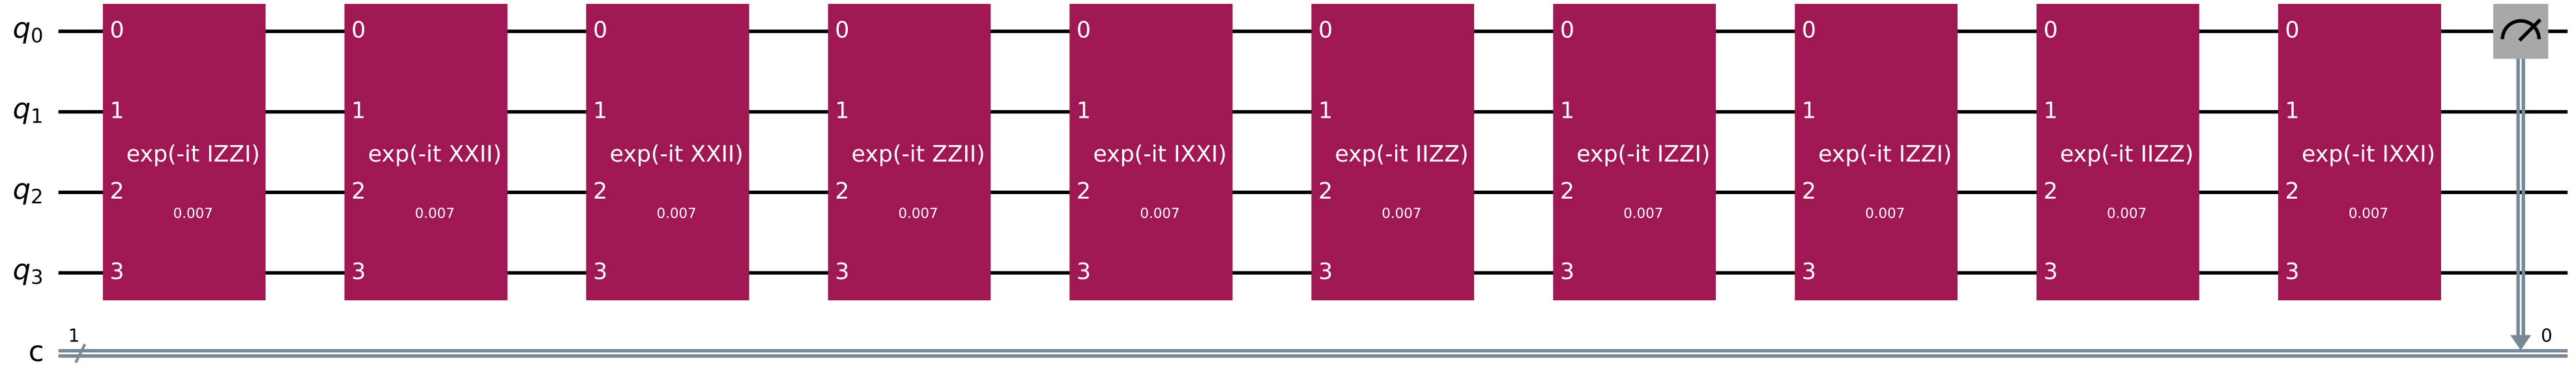 q0 0 0 0 0 0 0 0 0 0 0
q1 1 1 1 1 1 1 1 1 1 1
exp(-it IZZI) exp(-it XXII) exp(-it XXII) exp(-it ZZII) exp(-it IXXI) exp(-it IIZZ) exp(-it IZZI) exp(-it IZZI) exp(-it IIZZ) exp(-it IXXI)
q2 2 2 2 2 2 2 2 2 2 2
0.007 0.007 0.007 0.007 0.007 0.007 0.007 0.007 0.007 0.007
q3 3 3 3 3 3 3 3 3 3 3
1 0
c